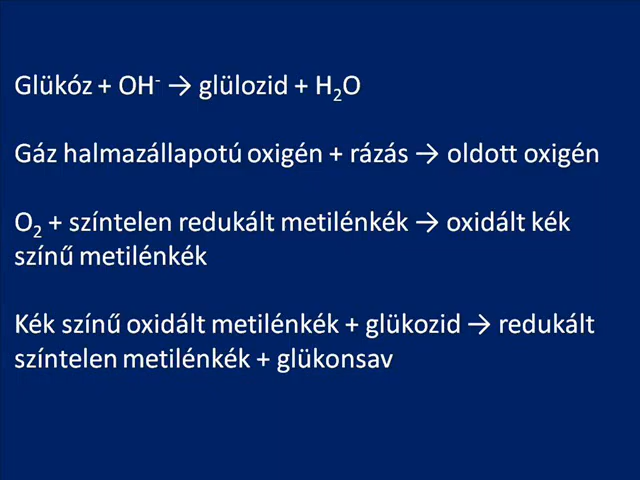 Glükóz + OH⁻ → glülozid + H₂O
Gáz halmazállapotú oxigén + rázás → oldott oxigén
O₂ + színtelen redukált metilénkék → oxidált kék
színű metilénkék
Kék színű oxidált metilénkék + glükozid → redukált
színtelen metilénkék + glükonsav